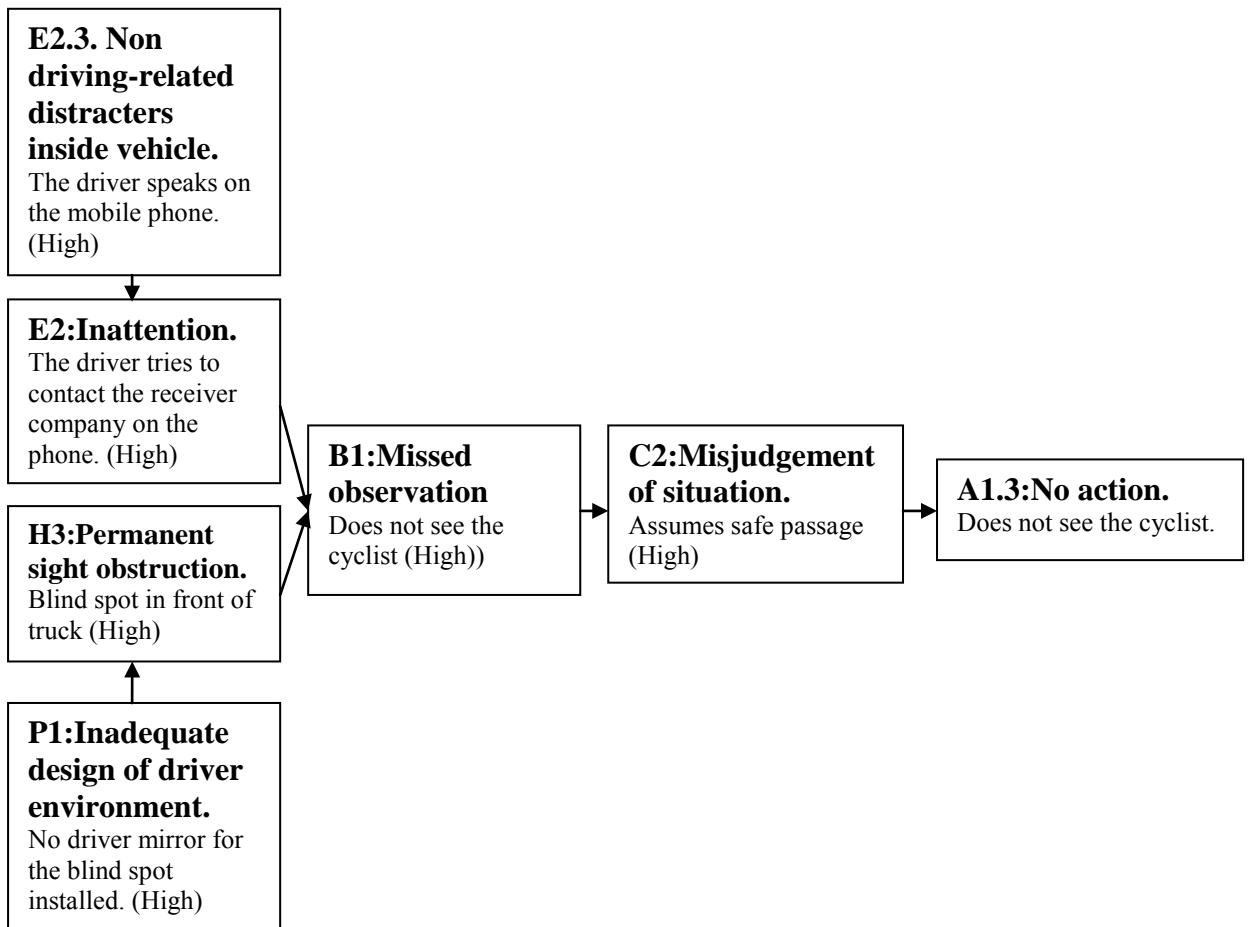 E2.3. Non
driving-related
distracters
inside vehicle.
The driver speaks on
the mobile phone.
(High)
E2:Inattention.
The driver tries to
contact the receiver
company on the
phone. (High)
H3:Permanent
sight obstruction.
Blind spot in front of
truck (High)
P1:Inadequate
design of driver
environment.
No driver mirror for
the blind spot
installed. (High)
B1:Missed
observation
Does not see the
cyclist (High))
C2:Misjudgement
of situation.
Assumes safe passage
(High)
A1.3:No action.
Does not see the cyclist.